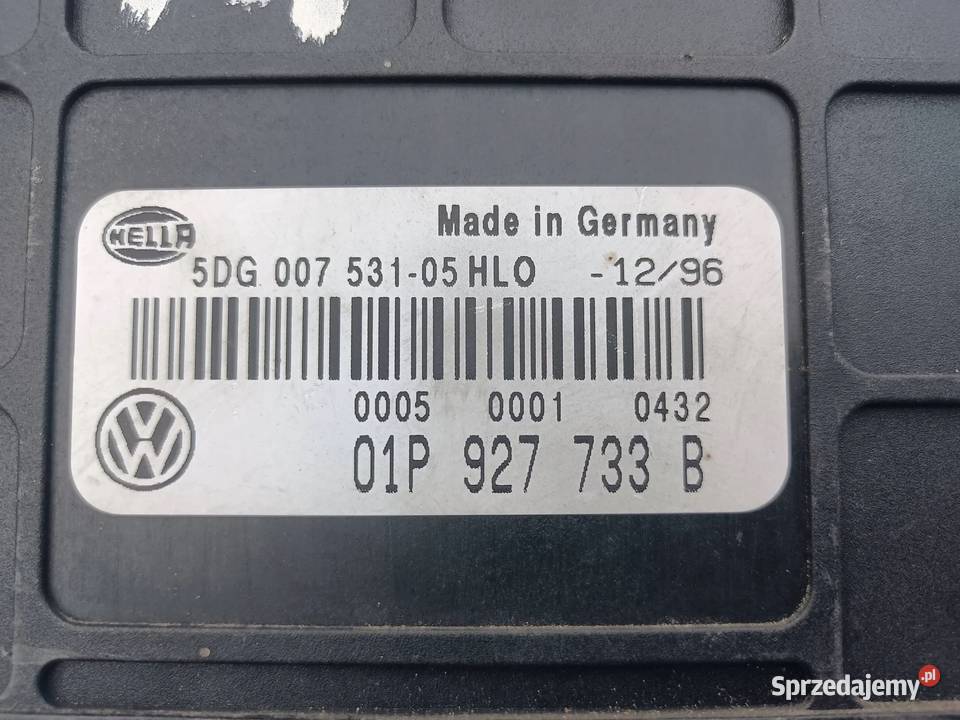 HELLA
Made in Germany
5DG 007 531-05 HLO -12/96
0005 0001 0432
VW
01P 927 733 B
Sprzedajemy.pl